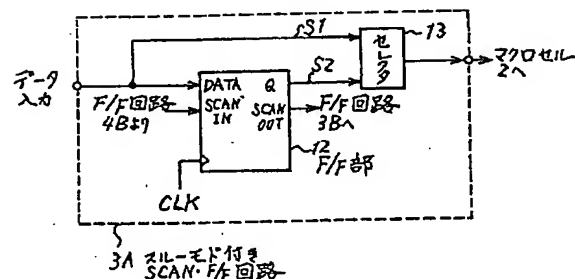 S1
セレクタ
13
マクロセル
2へ
データ
入力
DATA
Q
S2
F/F回路
4Bより
SCAN
IN
SCAN
OUT
F/F回路
3Bへ
12
F/F部
CLK
3A スルーモード付き
SCAN・F/F回路